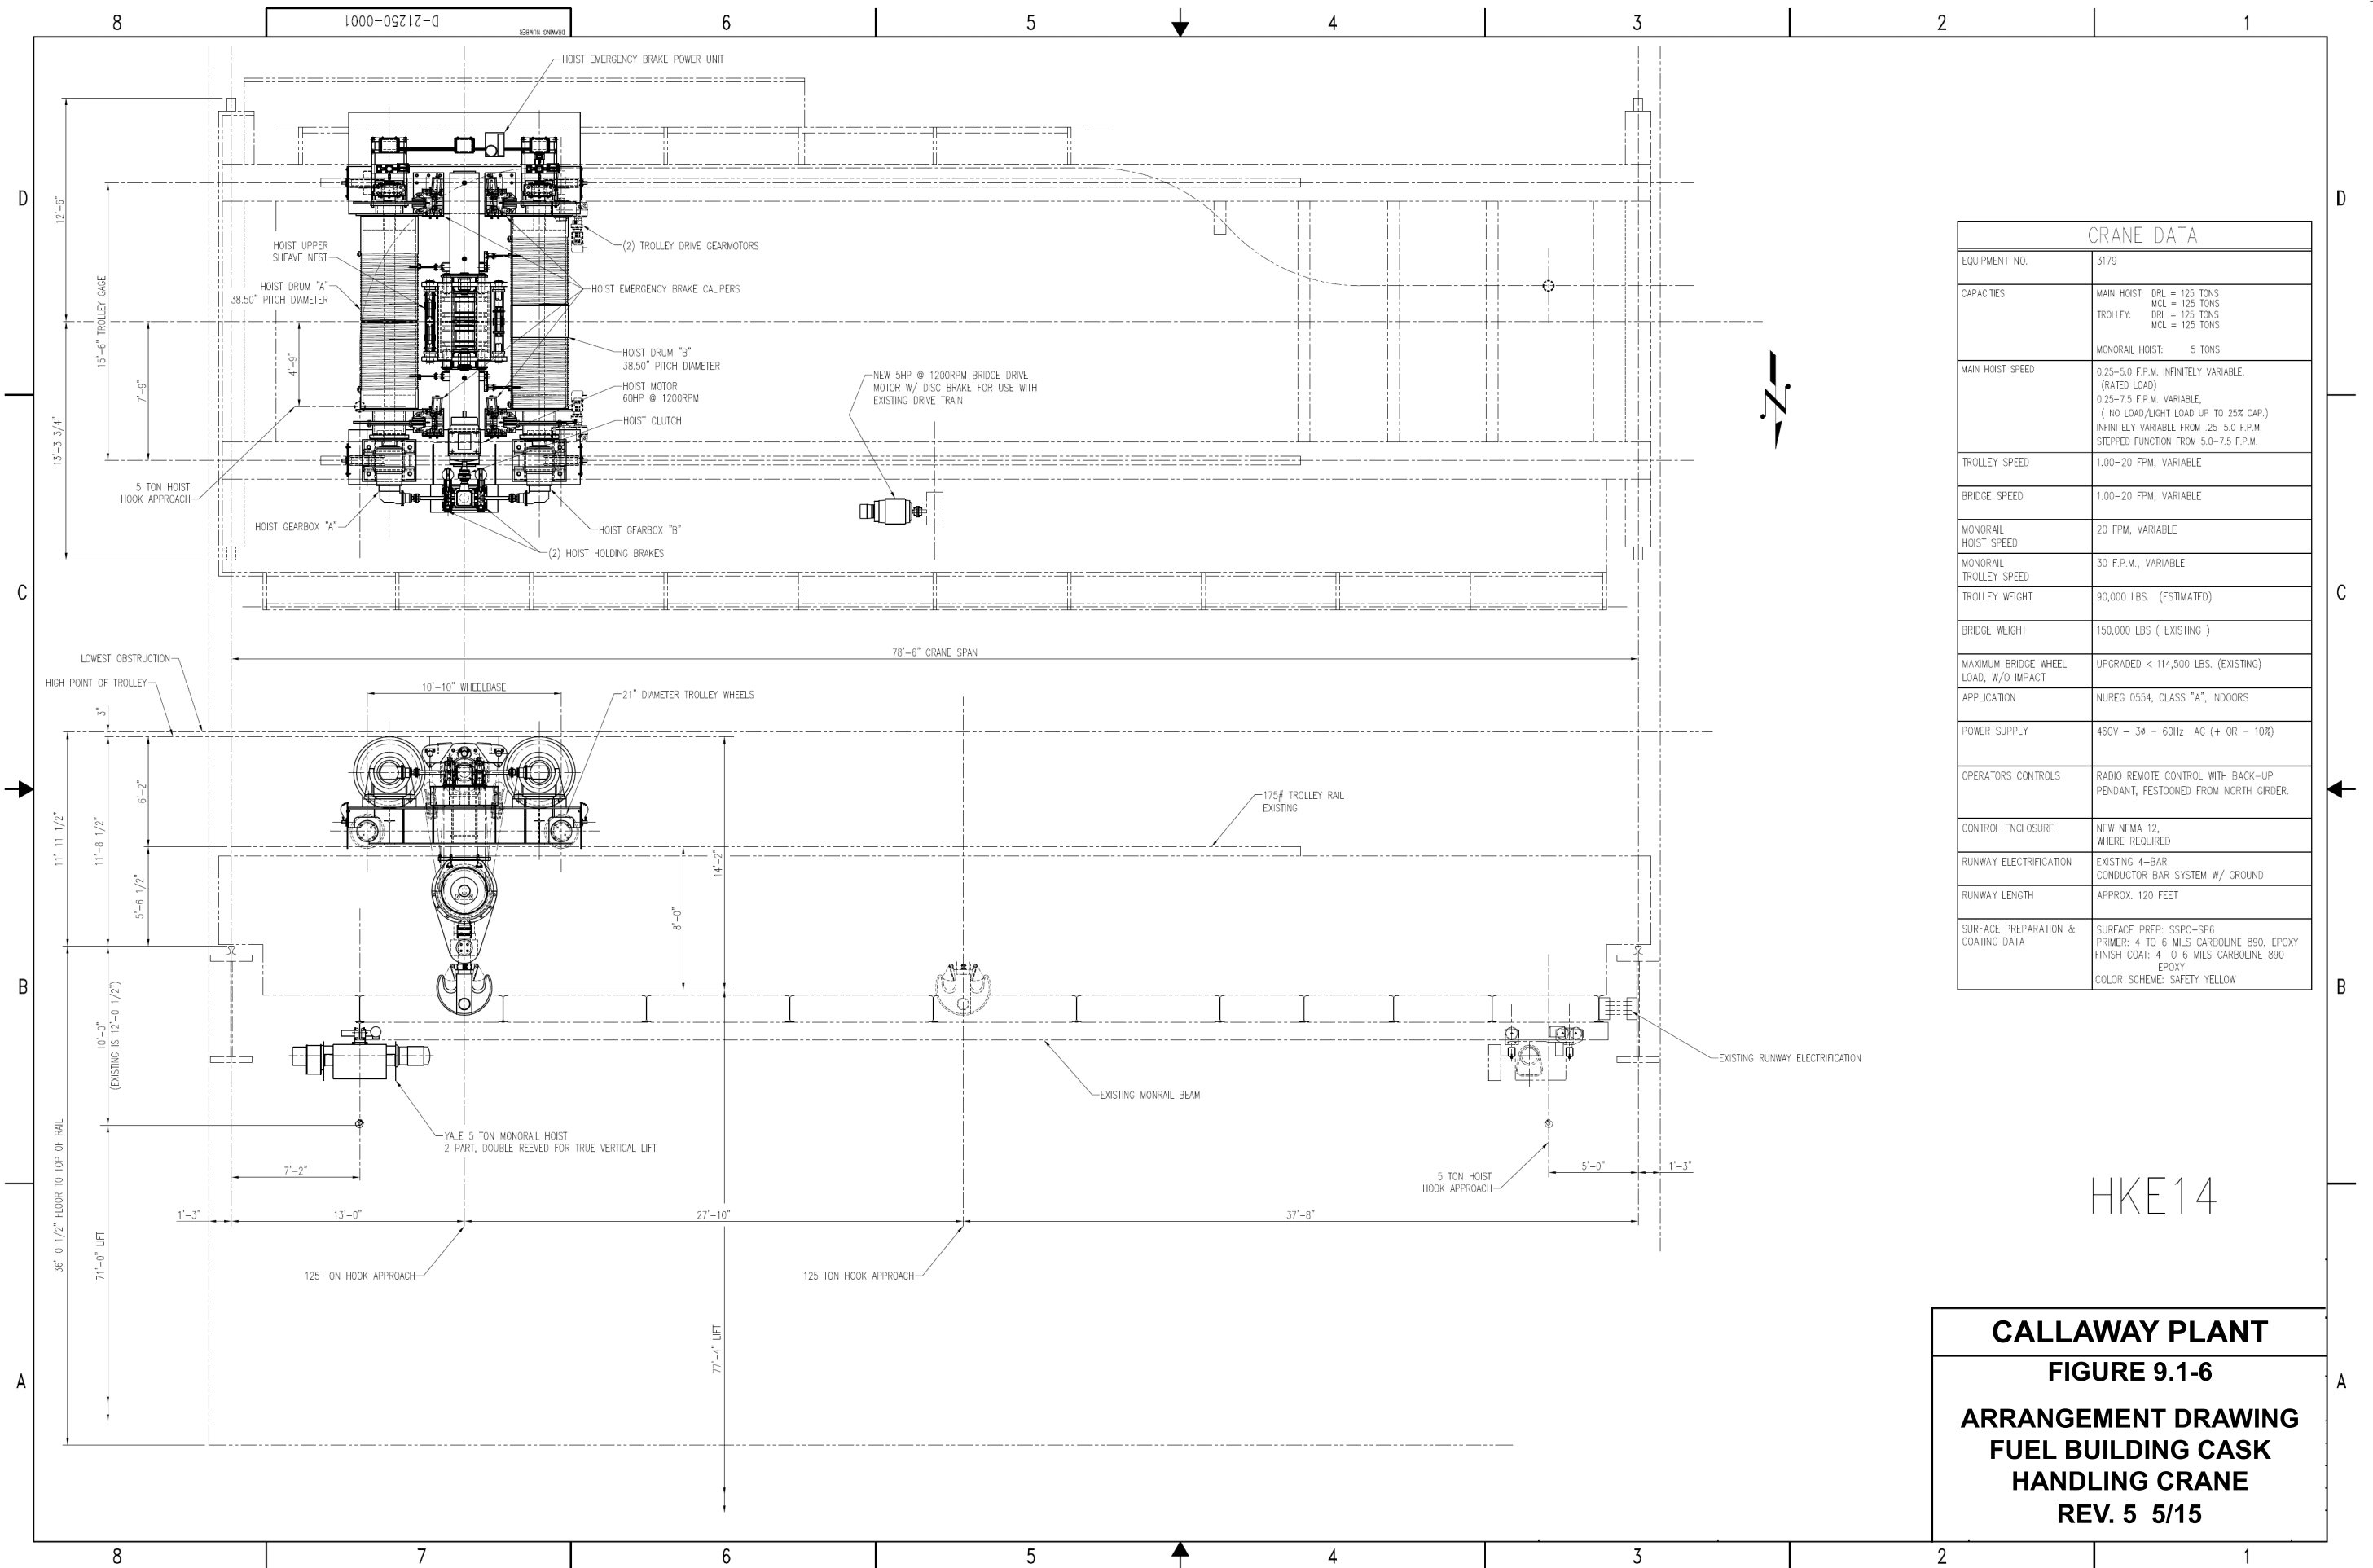 8
D-21250-0001
DRAWING NUMBER
6
5
4
3
2
1
D
D
C
C
B
B
A
A
HOIST EMERGENCY BRAKE POWER UNIT
12'-6"
15'-6" TROLLEY GAGE
7'-9"
4'-9"
13'-3 3/4"
HOIST UPPER
SHEAVE NEST
HOIST DRUM "A"
38.50" PITCH DIAMETER
(2) TROLLEY DRIVE GEARMOTORS
HOIST EMERGENCY BRAKE CALIPERS
HOIST DRUM "B"
38.50" PITCH DIAMETER
HOIST MOTOR
60HP @ 1200RPM
HOIST CLUTCH
NEW 5HP @ 1200RPM BRIDGE DRIVE
MOTOR W/ DISC BRAKE FOR USE WITH
EXISTING DRIVE TRAIN
N
5 TON HOIST
HOOK APPROACH
HOIST GEARBOX "A"
HOIST GEARBOX "B"
(2) HOIST HOLDING BRAKES
CRANE DATA
EQUIPMENT NO. 3179
CAPACITIES MAIN HOIST: DRL = 125 TONS
MCL = 125 TONS
TROLLEY: DRL = 125 TONS
MCL = 125 TONS
MONORAIL HOIST: 5 TONS
MAIN HOIST SPEED 0.25-5.0 F.P.M. INFINITELY VARIABLE,
(RATED LOAD)
0.25-7.5 F.P.M. VARIABLE,
( NO LOAD/LIGHT LOAD UP TO 25% CAP.)
INFINITELY VARIABLE FROM .25-5.0 F.P.M.
STEPPED FUNCTION FROM 5.0-7.5 F.P.M.
TROLLEY SPEED 1.00-20 FPM, VARIABLE
BRIDGE SPEED 1.00-20 FPM, VARIABLE
MONORAIL
HOIST SPEED 20 FPM, VARIABLE
MONORAIL
TROLLEY SPEED 30 F.P.M., VARIABLE
TROLLEY WEIGHT 90,000 LBS. (ESTIMATED)
BRIDGE WEIGHT 150,000 LBS ( EXISTING )
MAXIMUM BRIDGE WHEEL
LOAD, W/O IMPACT UPGRADED < 114,500 LBS. (EXISTING)
APPLICATION NUREG 0554, CLASS "A", INDOORS
POWER SUPPLY 460V - 3ø - 60Hz AC (+ OR - 10%)
OPERATORS CONTROLS RADIO REMOTE CONTROL WITH BACK-UP
PENDANT, FESTOONED FROM NORTH GIRDER.
CONTROL ENCLOSURE NEW NEMA 12,
WHERE REQUIRED
RUNWAY ELECTRIFICATION EXISTING 4-BAR
CONDUCTOR BAR SYSTEM W/ GROUND
RUNWAY LENGTH APPROX. 120 FEET
SURFACE PREPARATION &
COATING DATA
SURFACE PREP: SSPC-SP6
PRIMER: 4 TO 6 MILS CARBOLINE 890, EPOXY
FINISH COAT: 4 TO 6 MILS CARBOLINE 890
EPOXY
COLOR SCHEME: SAFETY YELLOW
LOWEST OBSTRUCTION
HIGH POINT OF TROLLEY
78'-6" CRANE SPAN
10'-10" WHEELBASE
21" DIAMETER TROLLEY WHEELS
3"
11'-11 1/2"
11'-8 1/2"
6'-2"
5'-6 1/2"
14'-2"
8'-0"
175# TROLLEY RAIL
EXISTING
10'-0"
(EXISTING IS 12'-0 1/2")
EXISTING RUNWAY ELECTRIFICATION
EXISTING MONRAIL BEAM
YALE 5 TON MONORAIL HOIST
2 PART, DOUBLE REEVED FOR TRUE VERTICAL LIFT
36'-0 1/2" FLOOR TO TOP OF RAIL
71'-0" LIFT
7'-2"
5 TON HOIST
HOOK APPROACH
5'-0"
1'-3"
1'-3"
13'-0"
27'-10"
37'-8"
125 TON HOOK APPROACH
125 TON HOOK APPROACH
77'-4" LIFT
HKE14
CALLAWAY PLANT
FIGURE 9.1-6
ARRANGEMENT DRAWING
FUEL BUILDING CASK
HANDLING CRANE
REV. 5 5/15
8
7
6
5
4
3
2
1